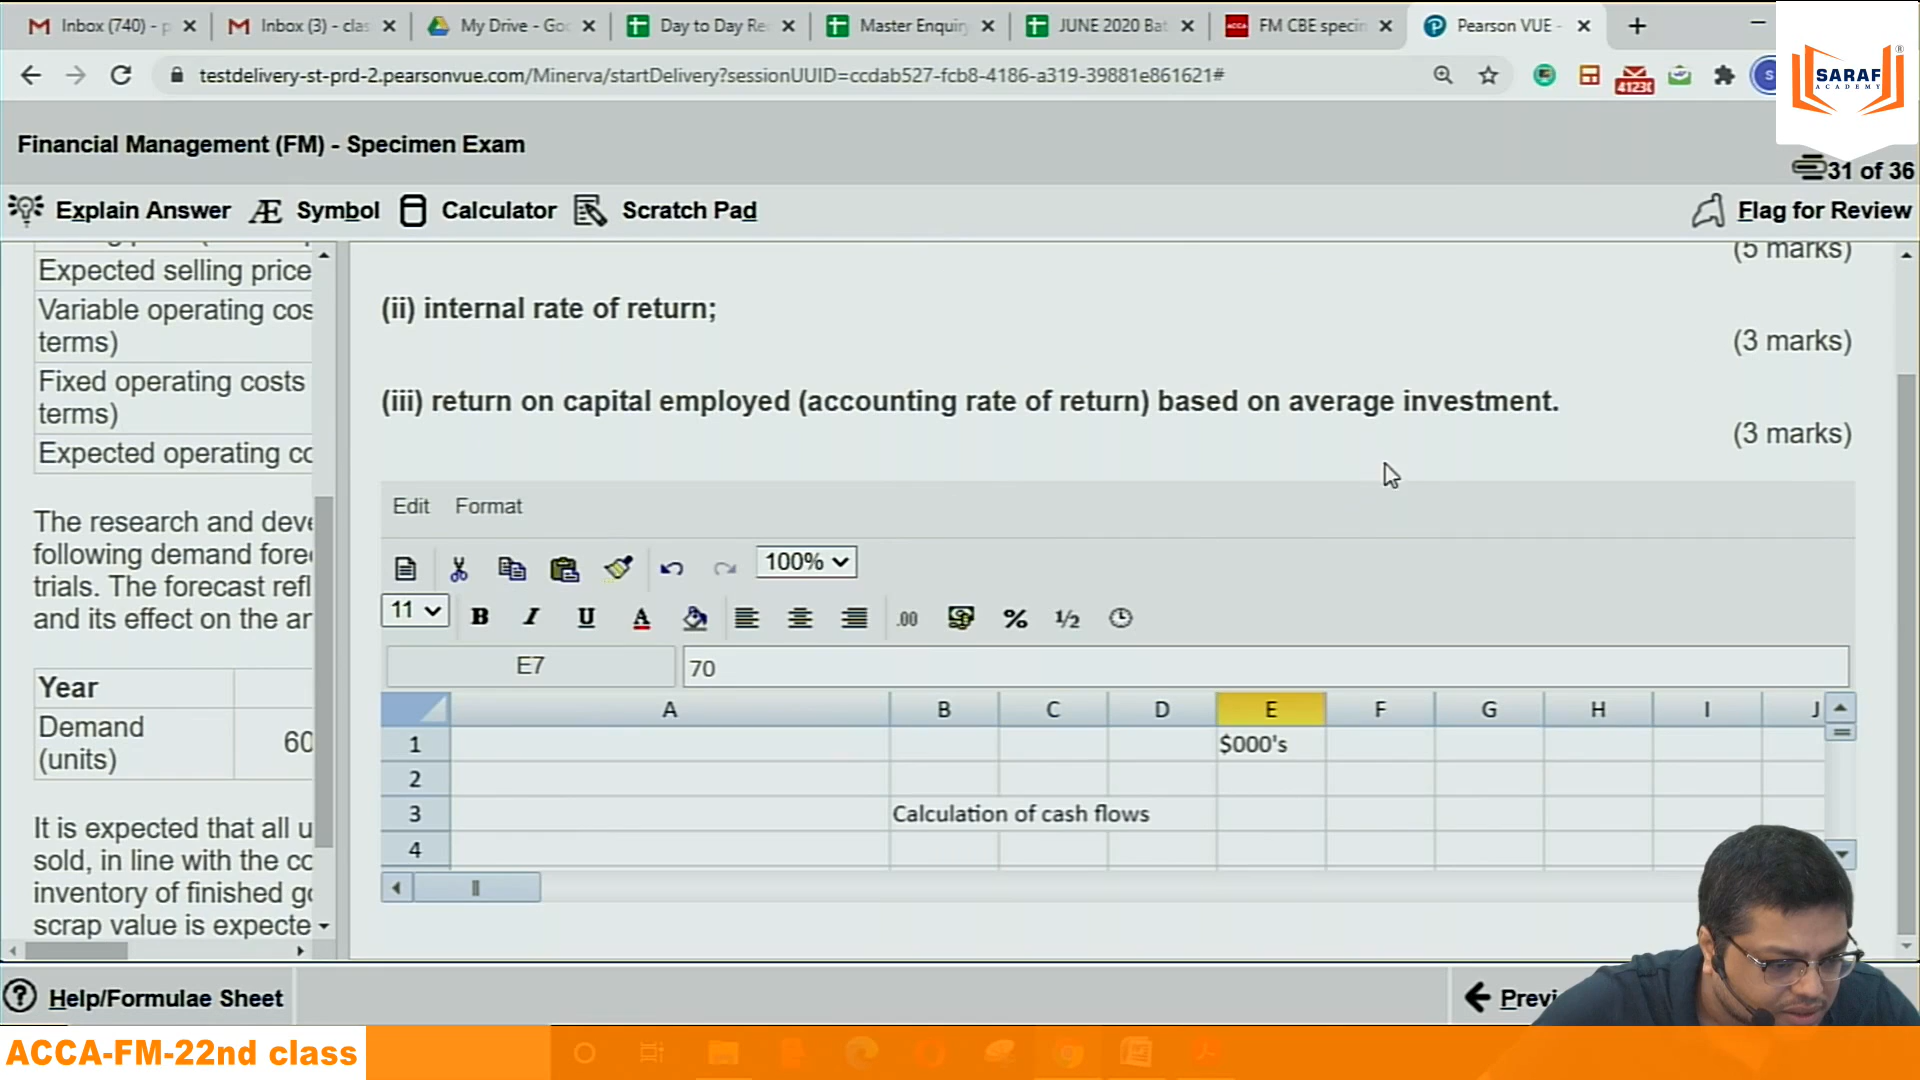 Inbox (740) - p
Inbox (3) - clas
My Drive - Goo
Day to Day Re
Master Enquiry
JUNE 2020 Bat
FM CBE specim
Pearson VUE -
testdelivery-st-prd-2.pearsonvue.com/Minerva/startDelivery?sessionUUID=ccdab527-fcb8-4186-a319-39881e861621#
SARAF
ACADEMY
Financial Management (FM) - Specimen Exam
31 of 36
Explain Answer
Symbol
Calculator
Scratch Pad
Flag for Review
Expected selling price
Variable operating cos
terms)
Fixed operating costs
terms)
Expected operating co
The research and deve
following demand fore
trials. The forecast refl
and its effect on the ar
Year
Demand
(units)
60
It is expected that all u
sold, in line with the co
inventory of finished go
scrap value is expecte
(5 marks)
(ii) internal rate of return;
(3 marks)
(iii) return on capital employed (accounting rate of return) based on average investment.
(3 marks)
Edit Format
100%
11 B I U A .00 % ½
E7 70
A B C D E F G H I J
1 $000's
2
3 Calculation of cash flows
4
Help/Formulae Sheet
Previ
ACCA-FM-22nd class